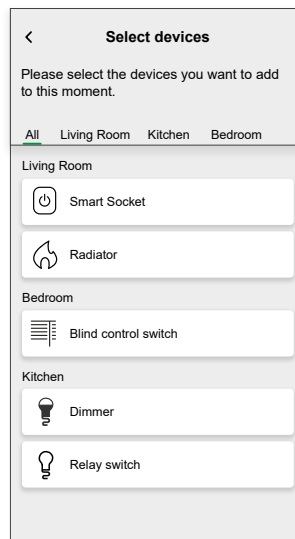 Select devices
Please select the devices you want to add
to this moment.
All Living Room Kitchen Bedroom
Living Room
Smart Socket
Radiator
Bedroom
Blind control switch
Kitchen
Dimmer
Relay switch